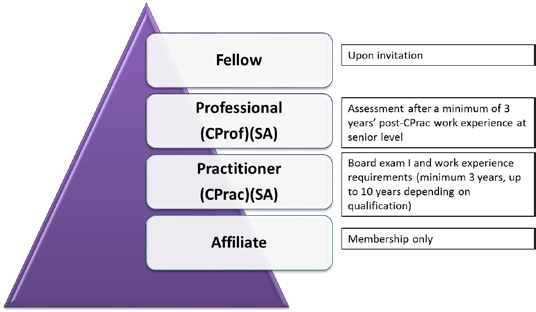 Fellow
Upon invitation
Professional
(CProf)(SA)
Assessment after a minimum of 3
years' post-CPrac work experience at
senior level
Practitioner
(CPrac)(SA)
Board exam I and work experience
requirements (minimum 3 years, up
to 10 years depending on
qualification)
Affiliate
Membership only